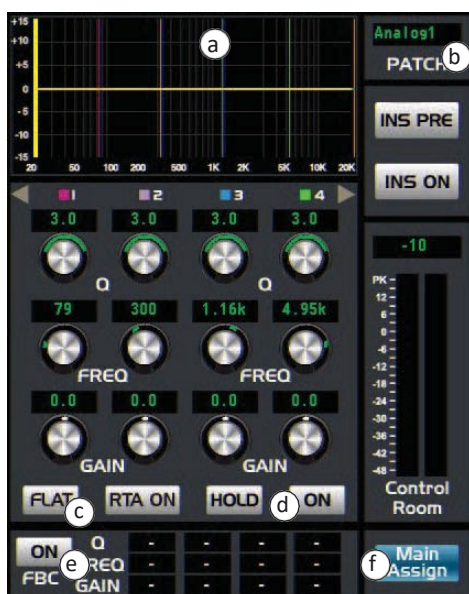 +15
+10
+5
0
-5
-10
-15
20 50 100 200 500 1K 2K 5K 10K 20K
a
Analog1
PATCH
b
INS PRE
INS ON
1 2 3 4
3.0 3.0 3.0 3.0
Q Q
79 300 1.16k 4.95k
FREQ FREQ
0.0 0.0 0.0 0.0
GAIN GAIN
FLAT RTA ON HOLD ON
c d
-10
PK
12
6
0
-6
-12
-18
-24
-30
-36
-42
-48
Control
Room
ON
FBC
e
Q - - - -
FREQ - - - -
GAIN - - - -
f
Main
Assign